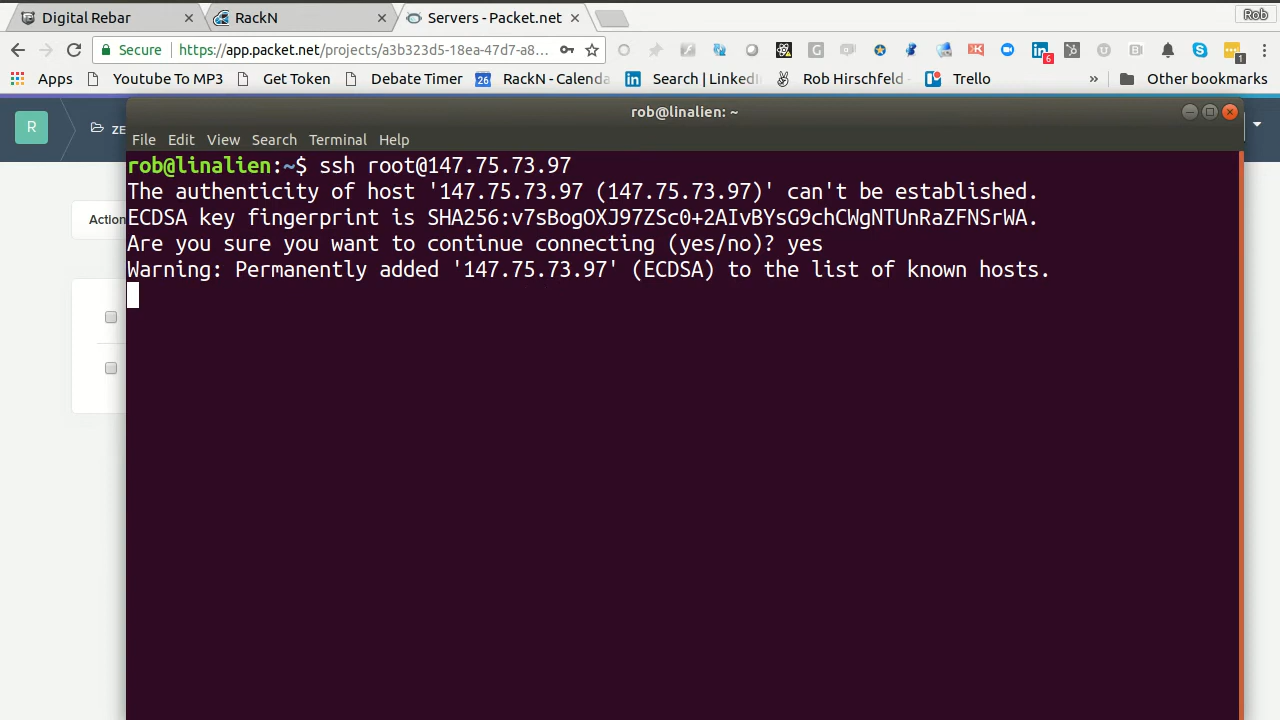 Digital Rebar
RackN
Servers - Packet.net
Rob
Secure
https://app.packet.net/projects/a3b323d5-18ea-47d7-a8...
6
1
Apps
Youtube To MP3
Get Token
Debate Timer
26
RackN - Calenda
Search | LinkedI
Rob Hirschfeld -
Trello
»
Other bookmarks
R
ZE
Action
rob@linalien: ~
File Edit View Search Terminal Help
rob@linalien:~$ ssh root@147.75.73.97
The authenticity of host '147.75.73.97 (147.75.73.97)' can't be established.
ECDSA key fingerprint is SHA256:v7sBogOXJ97ZSc0+2AIvBYsG9chCWgNTUnRaZFNSrWA.
Are you sure you want to continue connecting (yes/no)? yes
Warning: Permanently added '147.75.73.97' (ECDSA) to the list of known hosts.